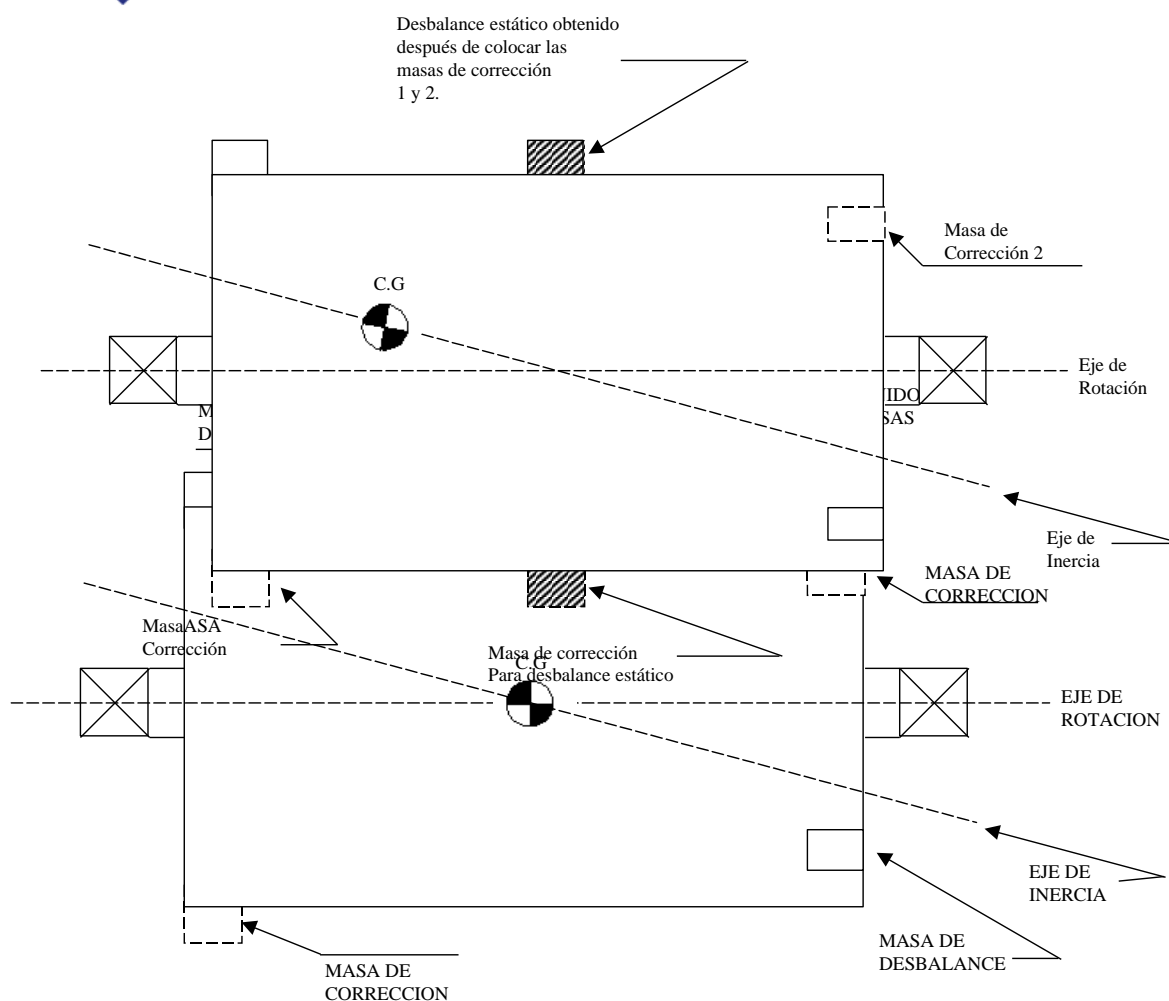 Desbalance estático obtenido
después de colocar las
masas de corrección
1 y 2.
Masa de
Corrección 2
C.G
Eje de
Rotación
Eje de
Inercia
MASA DE
CORRECCION
Corrección
Masa de corrección
Para desbalance estático
C.G
EJE DE
ROTACION
EJE DE
INERCIA
MASA DE
DESBALANCE
MASA DE
CORRECCION